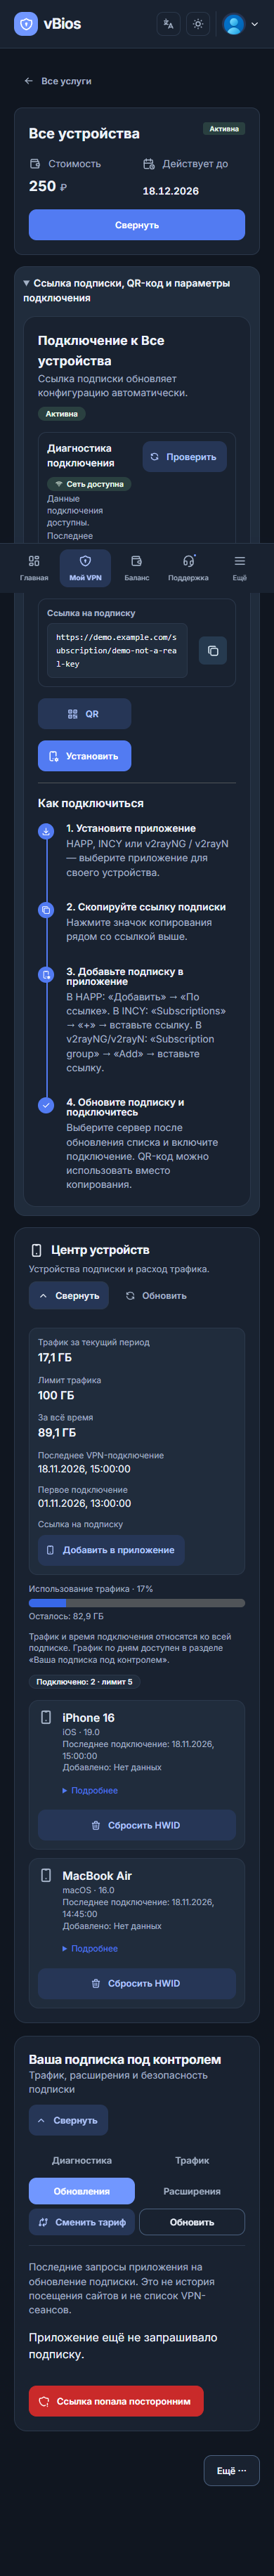 vBios
Все услуги
Все устройства
Активна
Стоимость
Действует до
250 ₽
18.12.2026
Свернуть
Ссылка подписки, QR-код и параметры
подключения
Подключение к Все
устройства
Ссылка подписки обновляет
конфигурацию автоматически.
Активна
Диагностика
подключения
Проверить
Сеть доступна
Данные
подключения
доступны.
Последнее
Главная
Мой VPN
Баланс
Поддержка
Ещё
Ссылка на подписку
https://demo.example.com/s
ubscription/demo-not-a-rea
l-key
QR
Установить
Как подключиться
1. Установите приложение
HAPP, INCY или v2rayNG / v2rayN
— выберите приложение для
своего устройства.
2. Скопируйте ссылку подписки
Нажмите значок копирования
рядом со ссылкой выше.
3. Добавьте подписку в
приложение
В HAPP: «Добавить» → «По
ссылке». В INCY: «Subscriptions»
→ «+» → вставьте ссылку. В
v2rayNG/v2rayN: «Subscription
group» → «Add» → вставьте
ссылку.
4. Обновите подписку и
подключитесь
Выберите сервер после
обновления списка и включите
подключение. QR-код можно
использовать вместо
копирования.
Центр устройств
Устройства подписки и расход трафика.
Свернуть
Обновить
Трафик за текущий период
17,1 ГБ
Лимит трафика
100 ГБ
За всё время
89,1 ГБ
Последнее VPN-подключение
18.11.2026, 15:00:00
Первое подключение
01.11.2026, 13:00:00
Ссылка на подписку
Добавить в приложение
Использование трафика · 17%
Осталось: 82,9 ГБ
Трафик и время подключения относятся ко всей
подписке. График по дням доступен в разделе
«Ваша подписка под контролем».
Подключено: 2 · лимит 5
iPhone 16
iOS · 19.0
Последнее подключение: 18.11.2026,
15:00:00
Добавлено: Нет данных
Подробнее
Сбросить HWID
MacBook Air
macOS · 16.0
Последнее подключение: 18.11.2026,
14:45:00
Добавлено: Нет данных
Подробнее
Сбросить HWID
Ваша подписка под контролем
Трафик, расширения и безопасность
подписки
Свернуть
Диагностика
Трафик
Обновления
Расширения
Сменить тариф
Обновить
Последние запросы приложения на
обновление подписки. Это не история
посещения сайтов и не список VPN-
сеансов.
Приложение ещё не запрашивало
подписку.
Ссылка попала посторонним
Ещё ···